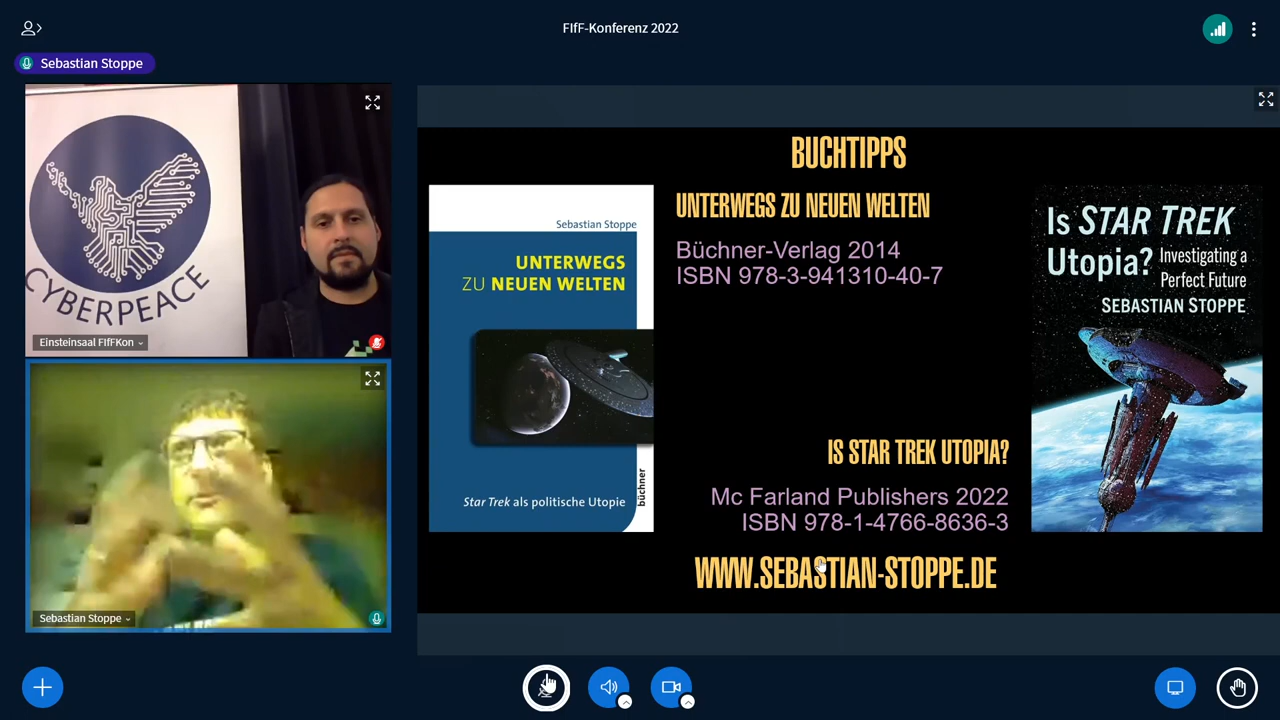 FIfF-Konferenz 2022
Sebastian Stoppe
CYBERPEACE
Einsteinsaal FIfFKon
Sebastian Stoppe
BUCHTIPPS
Sebastian Stoppe
UNTERWEGS
ZU NEUEN WELTEN
Star Trek als politische Utopie
büchner
UNTERWEGS ZU NEUEN WELTEN
Büchner-Verlag 2014
ISBN 978-3-941310-40-7
IS STAR TREK UTOPIA?
Mc Farland Publishers 2022
ISBN 978-1-4766-8636-3
WWW.SEBASTIAN-STOPPE.DE
Is STAR TREK
Utopia? Investigating a
Perfect Future
SEBASTIAN STOPPE